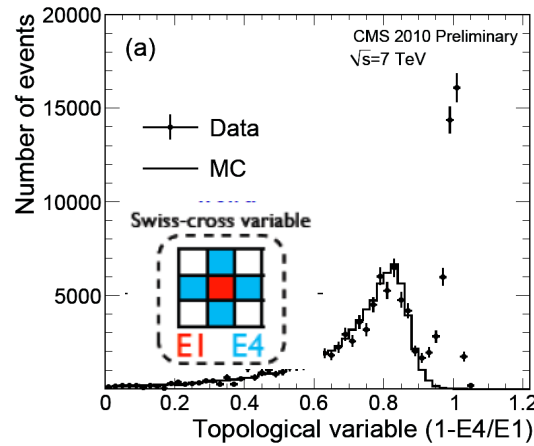 20000
15000
10000
5000
Number of events
(a)
CMS 2010 Preliminary
√s=7 TeV
Data
MC
Swiss-cross variable
E1 E4
0 0.2 0.4 0.6 0.8 1 1.2
Topological variable (1-E4/E1)